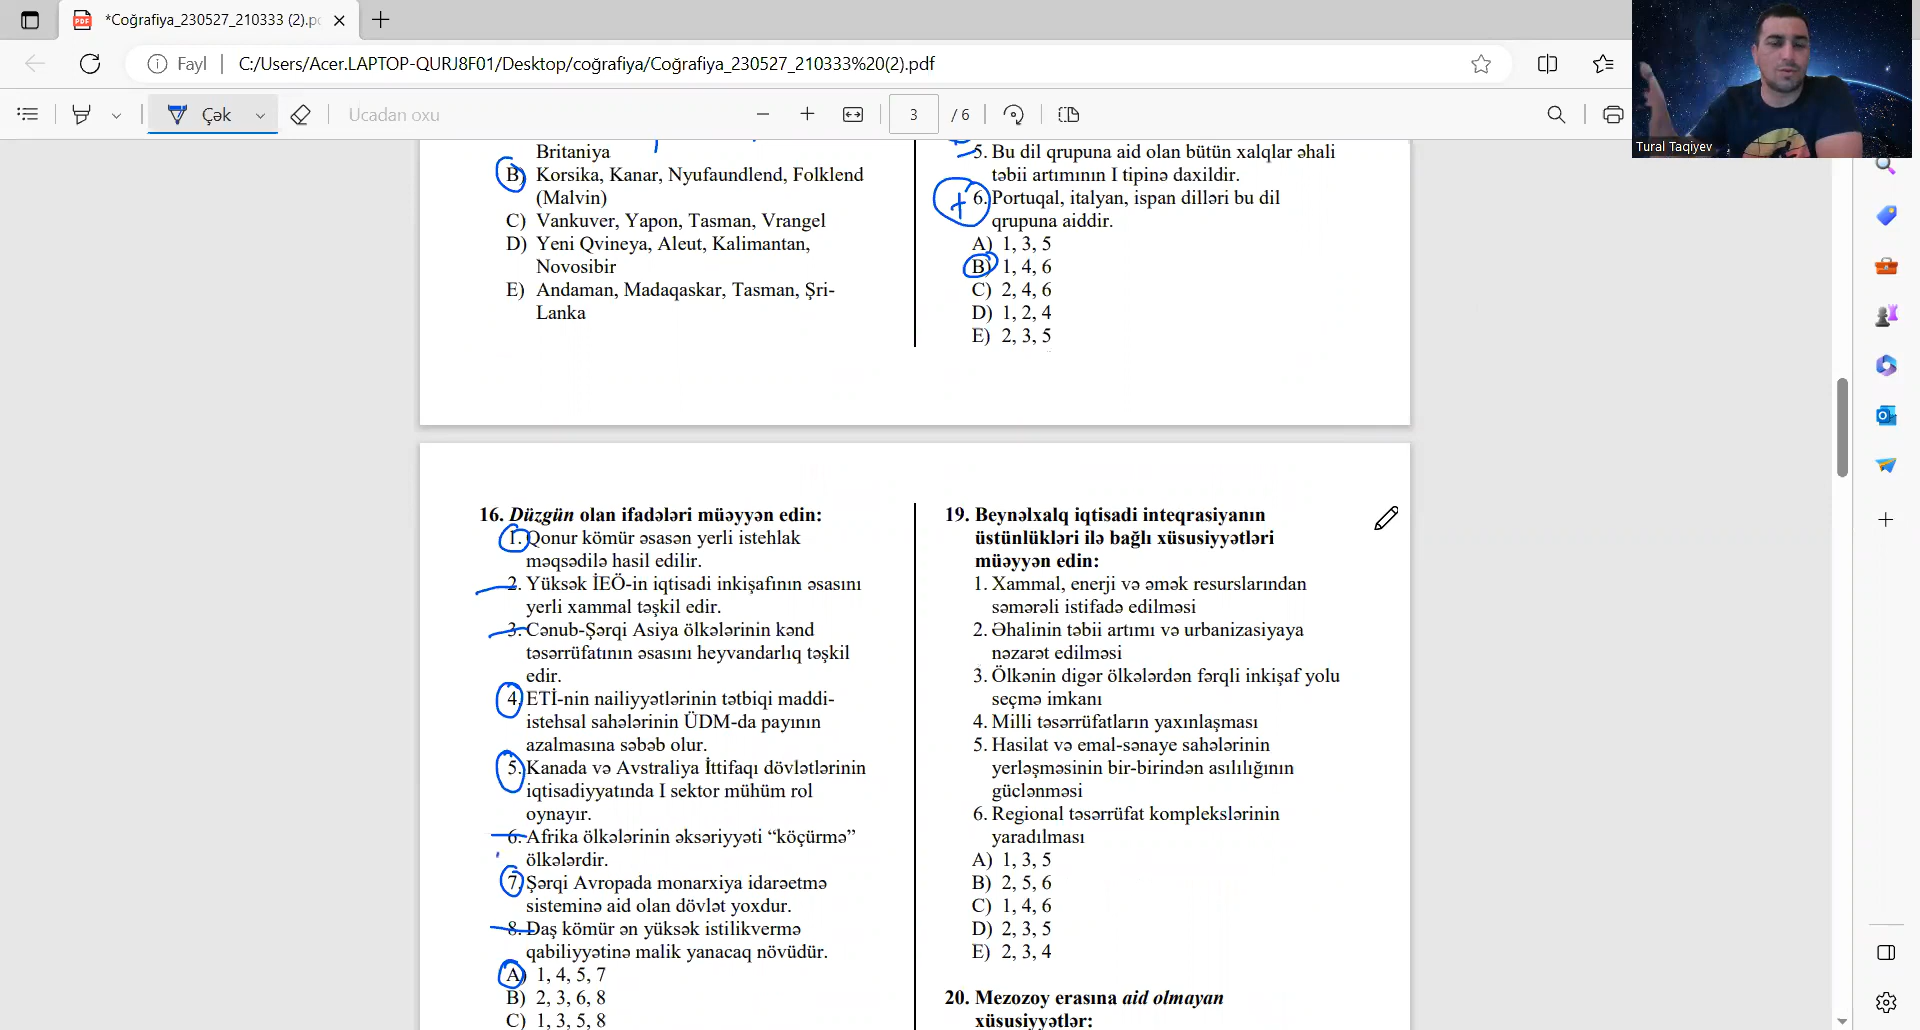 *Coğrafiya_230527_210333 (2).pc
Fayl
C:/Users/Acer.LAPTOP-QURJ8F01/Desktop/coğrafiya/Coğrafiya_230527_210333%20(2).pdf
Çək
Ucadan oxu
3 / 6
Tural Taqiyev
Britaniya
B) Korsika, Kanar, Nyufaundlend, Folklend
(Malvin)
C) Vankuver, Yapon, Tasman, Vrangel
D) Yeni Qvineya, Aleut, Kalimantan,
Novosibir
E) Andaman, Madaqaskar, Tasman, Şri-
Lanka
5. Bu dil qrupuna aid olan bütün xalqlar əhali
təbii artımının I tipinə daxildir.
6. Portuqal, italyan, ispan dilləri bu dil
qrupuna aiddir.
A) 1, 3, 5
B) 1, 4, 6
C) 2, 4, 6
D) 1, 2, 4
E) 2, 3, 5
16. Düzgün olan ifadələri müəyyən edin:
1. Qonur kömür əsasən yerli istehlak
məqsədilə hasil edilir.
2. Yüksək İEÖ-in iqtisadi inkişafının əsasını
yerli xammal təşkil edir.
3. Cənub-Şərqi Asiya ölkələrinin kənd
təsərrüfatının əsasını heyvandarlıq təşkil
edir.
4. ETİ-nin nailiyyətlərinin tətbiqi maddi-
istehsal sahələrinin ÜDM-da payının
azalmasına səbəb olur.
5. Kanada və Avstraliya İttifaqı dövlətlərinin
iqtisadiyyatında I sektor mühüm rol
oynayır.
6. Afrika ölkələrinin əksəriyyəti “köçürmə”
ölkələrdir.
7. Şərqi Avropada monarxiya idarəetmə
sisteminə aid olan dövlət yoxdur.
8. Daş kömür ən yüksək istilikvermə
qabiliyyətinə malik yanacaq növüdür.
A) 1, 4, 5, 7
B) 2, 3, 6, 8
C) 1, 3, 5, 8
19. Beynəlxalq iqtisadi inteqrasiyanın
üstünlükləri ilə bağlı xüsusiyyətləri
müəyyən edin:
1. Xammal, enerji və əmək resurslarından
səmərəli istifadə edilməsi
2. Əhalinin təbii artımı və urbanizasiyaya
nəzarət edilməsi
3. Ölkənin digər ölkələrdən fərqli inkişaf yolu
seçmə imkanı
4. Milli təsərrüfatların yaxınlaşması
5. Hasilat və emal-sənaye sahələrinin
yerləşməsinin bir-birindən asılılığının
güclənməsi
6. Regional təsərrüfat komplekslərinin
yaradılması
A) 1, 3, 5
B) 2, 5, 6
C) 1, 4, 6
D) 2, 3, 5
E) 2, 3, 4
20. Mezozoy erasına aid olmayan
xüsusiyyətlər: